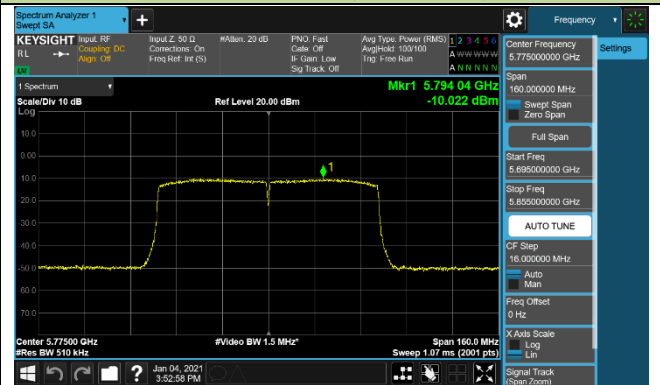 Spectrum Analyzer 1
Swept SA
Frequency
KEYSIGHT
RL
Input: RF
Coupling: DC
Align: Off
Input Z: 50 Ω
Corrections: On
Freq Ref: Int (S)
#Atten: 20 dB
PNO: Fast
Gate: Off
IF Gain: Low
Sig Track: Off
Avg Type: Power (RMS)
Avg|Hold: 100/100
Trig: Free Run
1 2 3 4 5 6
A W W W W W
A N N N N N
LNI
1 Spectrum
Scale/Div 10 dB
Log
Ref Level 20.00 dBm
Mkr1 5.794 04 GHz
-10.022 dBm
10.0
0.00
-10.0
-20.0
-30.0
-40.0
-50.0
-60.0
-70.0
1
Center 5.77500 GHz
#Res BW 510 kHz
#Video BW 1.5 MHz*
Span 160.0 MHz
Sweep 1.07 ms (2001 pts)
Jan 04, 2021
3:52:58 PM
Center Frequency
5.775000000 GHz
Settings
Span
160.000000 MHz
Swept Span
Zero Span
Full Span
Start Freq
5.695000000 GHz
Stop Freq
5.855000000 GHz
AUTO TUNE
CF Step
16.000000 MHz
Auto
Man
Freq Offset
0 Hz
X Axis Scale
Log
Lin
Signal Track
(Span Zoom)